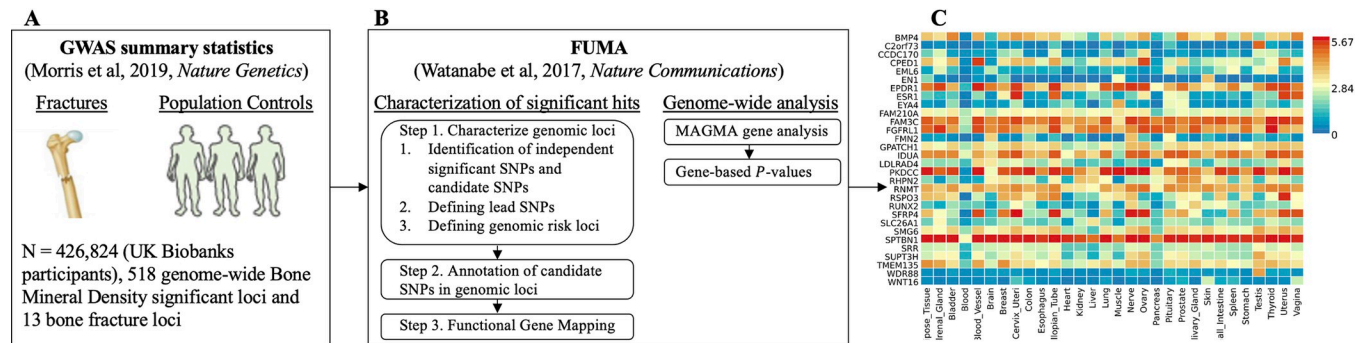 A
GWAS summary statistics
(Morris et al, 2019, Nature Genetics)
Fractures
Population Controls
N = 426,824 (UK Biobanks
participants), 518 genome-wide Bone
Mineral Density significant loci and
13 bone fracture loci
B
FUMA
(Watanabe et al, 2017, Nature Communications)
Characterization of significant hits
Step 1. Characterize genomic loci
1. Identification of independent
significant SNPs and
candidate SNPs
2. Defining lead SNPs
3. Defining genomic risk loci
Step 2. Annotation of candidate
SNPs in genomic loci
Step 3. Functional Gene Mapping
Genome-wide analysis
MAGMA gene analysis
Gene-based P-values
C
BMP4
C2orf73
CCDC170
CPED1
EML6
EN1
EPDR1
ESR1
EYA4
FAM210A
FAM3C
FGFRL1
FMN2
GPATCH1
IDUA
LDLRAD4
PKDCC
RHPN2
RNMT
RSPO3
RUNX2
SFRP4
SLC26A1
SMG6
SPTBN1
SRR
SUPT3H
TMEM135
WDR88
WNT16
5.67
2.84
0
pose_Tissue
drenal_Gland
Bladder
Blood
Blood_Vessel
Brain
Breast
Cervix_Uteri
Colon
Esophagus
llopian_Tube
Heart
Kidney
Liver
Lung
Muscle
Nerve
Ovary
Pancreas
Pituitary
Prostate
livary_Gland
Skin
all_Intestine
Spleen
Stomach
Testis
Thyroid
Uterus
Vagina